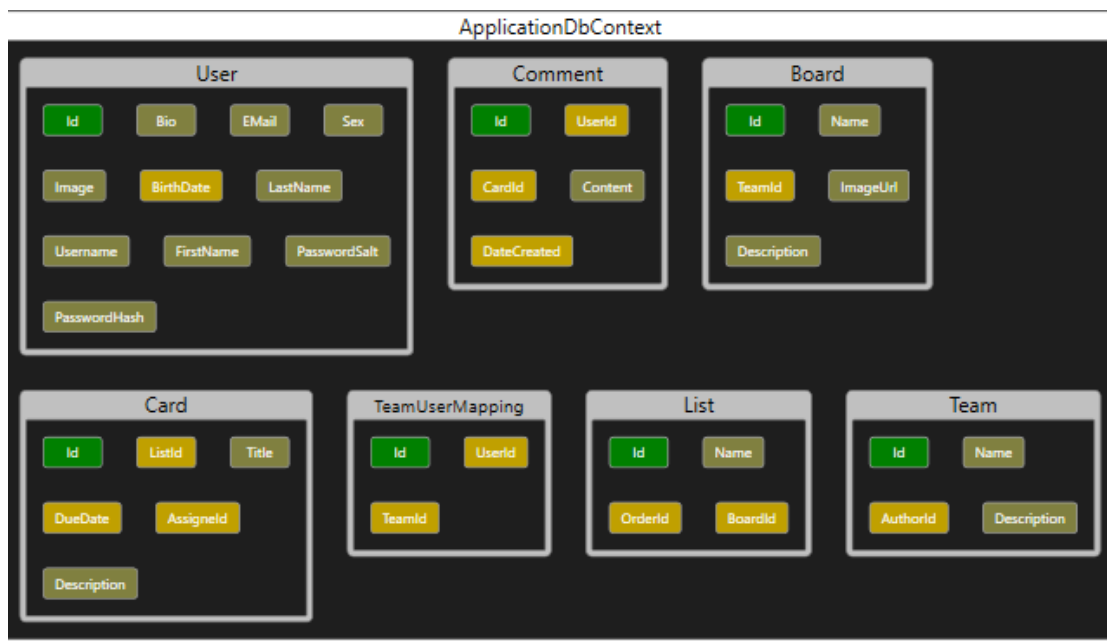 ApplicationDbContext
User
Id Bio EMail Sex
Image BirthDate LastName
Username FirstName PasswordSalt
PasswordHash
Comment
Id UserId
CardId Content
DateCreated
Board
Id Name
TeamId ImageUrl
Description
Card
Id ListId Title
DueDate AssigneId
Description
TeamUserMapping
Id UserId
TeamId
List
Id Name
OrderId BoardId
Team
Id Name
AuthorId Description